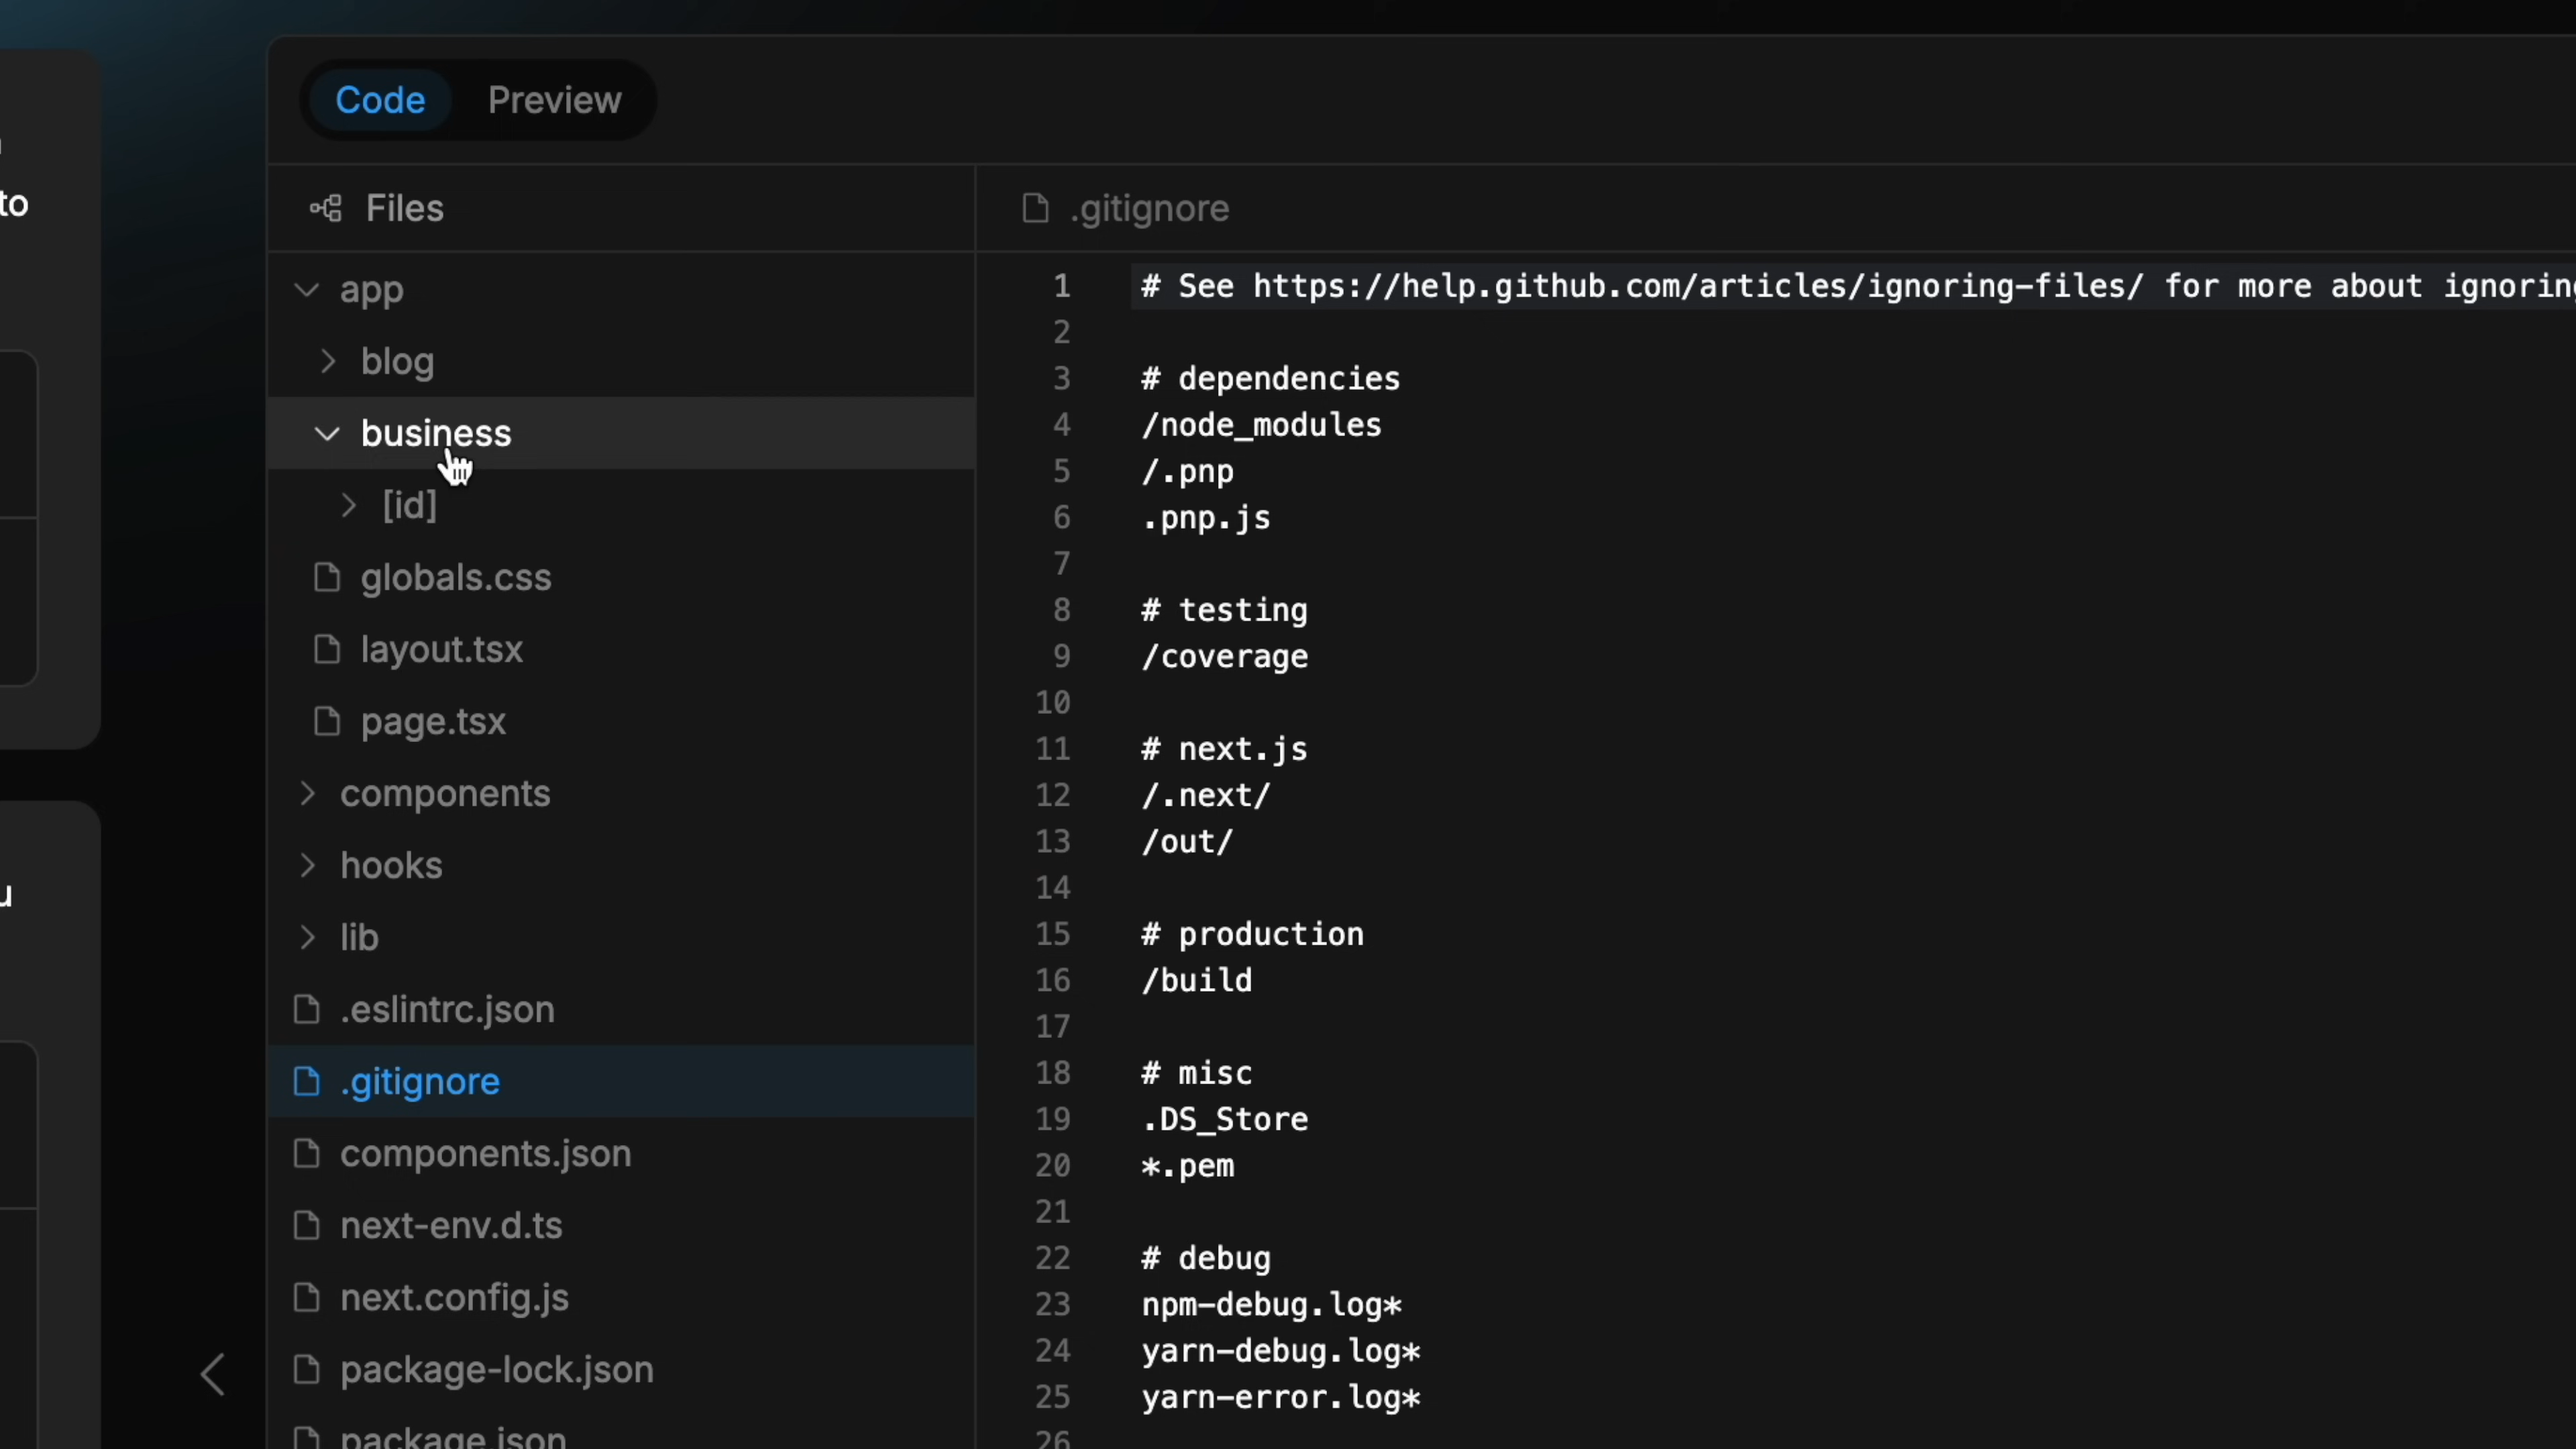 to
u
Code Preview
Files
app
blog
business
[id]
globals.css
layout.tsx
page.tsx
components
hooks
lib
.eslintrc.json
.gitignore
components.json
next-env.d.ts
next.config.js
package-lock.json
package.json
.gitignore
1 # See https://help.github.com/articles/ignoring-files/ for more about ignoring
2
3 # dependencies
4 /node_modules
5 /.pnp
6 .pnp.js
7
8 # testing
9 /coverage
10
11 # next.js
12 /.next/
13 /out/
14
15 # production
16 /build
17
18 # misc
19 .DS_Store
20 *.pem
21
22 # debug
23 npm-debug.log*
24 yarn-debug.log*
25 yarn-error.log*
26